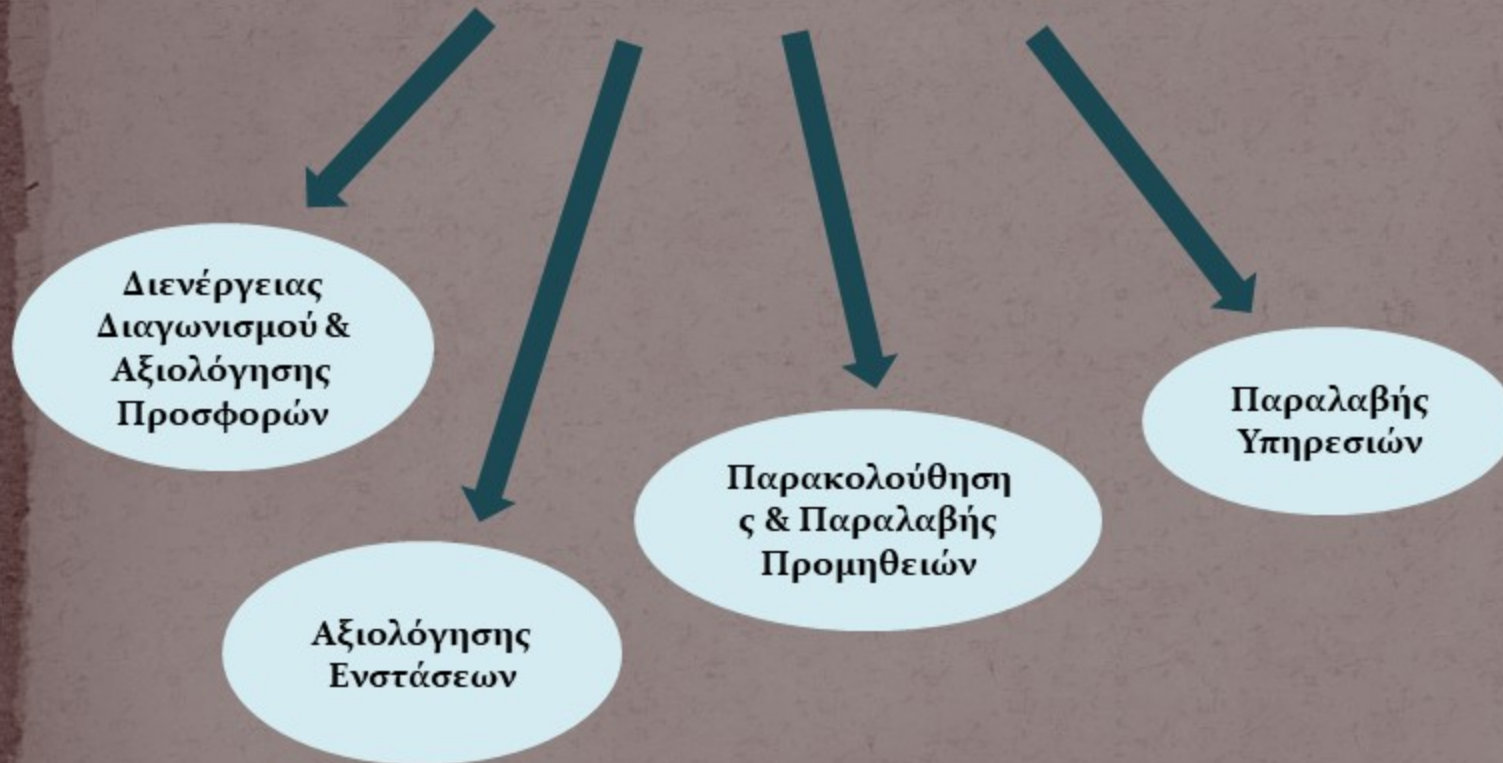 Διενέργειας
Διαγωνισμού &
Αξιολόγησης
Προσφορών
Αξιολόγησης
Ενστάσεων
Παρακολούθηση
ς & Παραλαβής
Προμηθειών
Παραλαβής
Υπηρεσιών